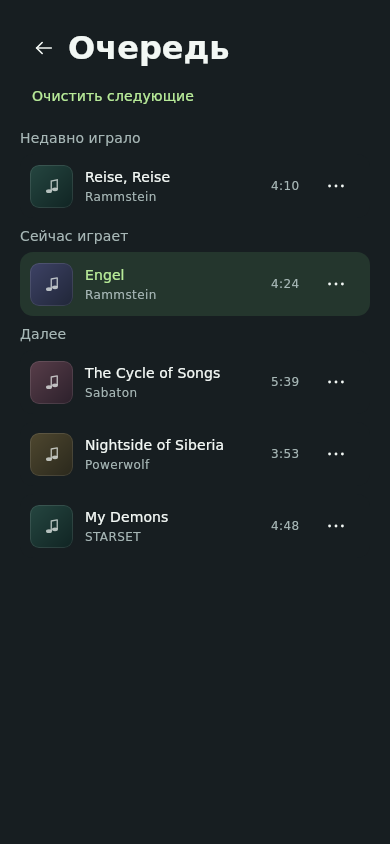 Очередь
Очистить следующие
Недавно играло
Reise, Reise
4:10
Rammstein
Сейчас играет
Engel
4:24
Rammstein
Далее
The Cycle of Songs
5:39
Sabaton
Nightside of Siberia
3:53
Powerwolf
My Demons
4:48
STARSET